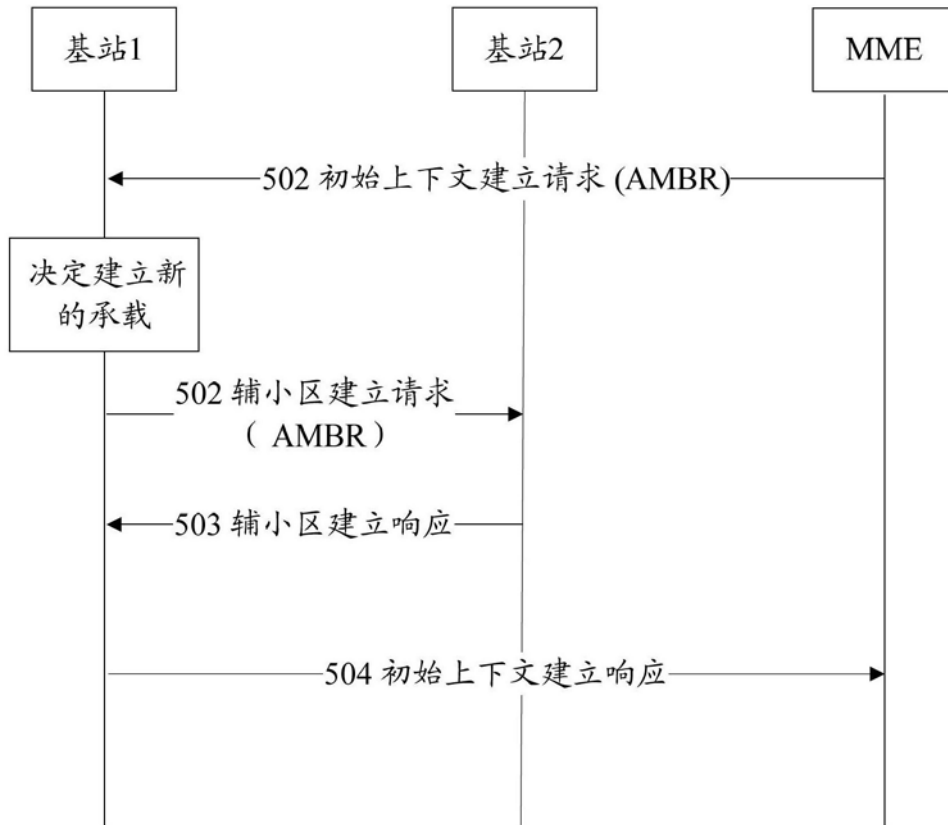 基站1
基站2
MME
502 初始上下文建立请求 (AMBR)
决定建立新
的承载
502 辅小区建立请求
（ AMBR ）
503 辅小区建立响应
504 初始上下文建立响应